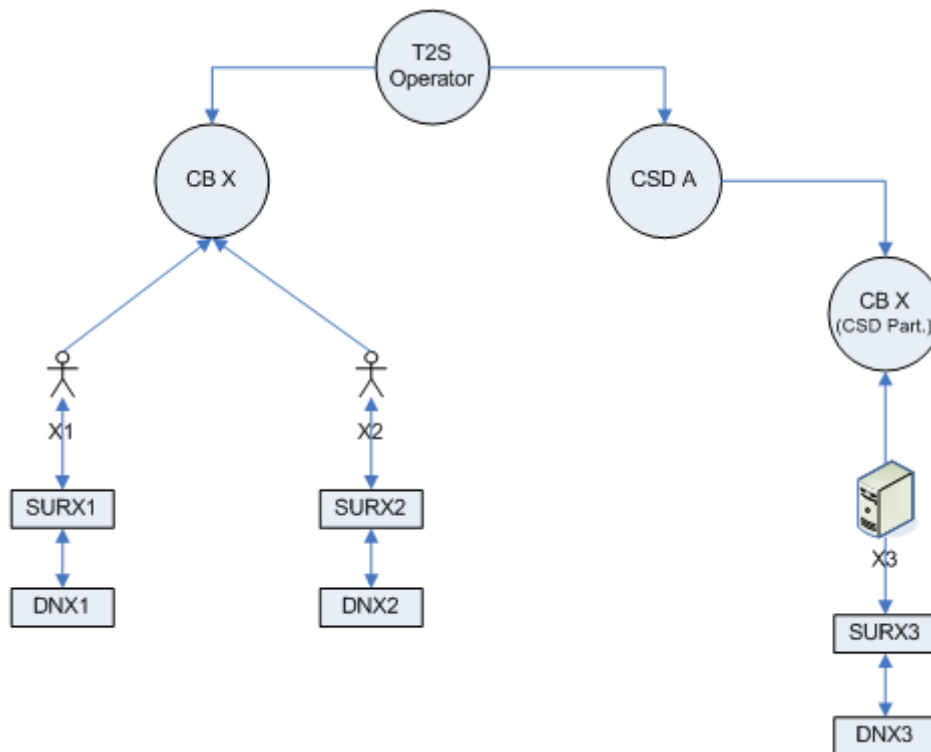 T2S
Operator
CB X
CSD A
CB X
(CSD Part.)
X1
X2
SURX1
SURX2
X3
DNX1
DNX2
SURX3
DNX3